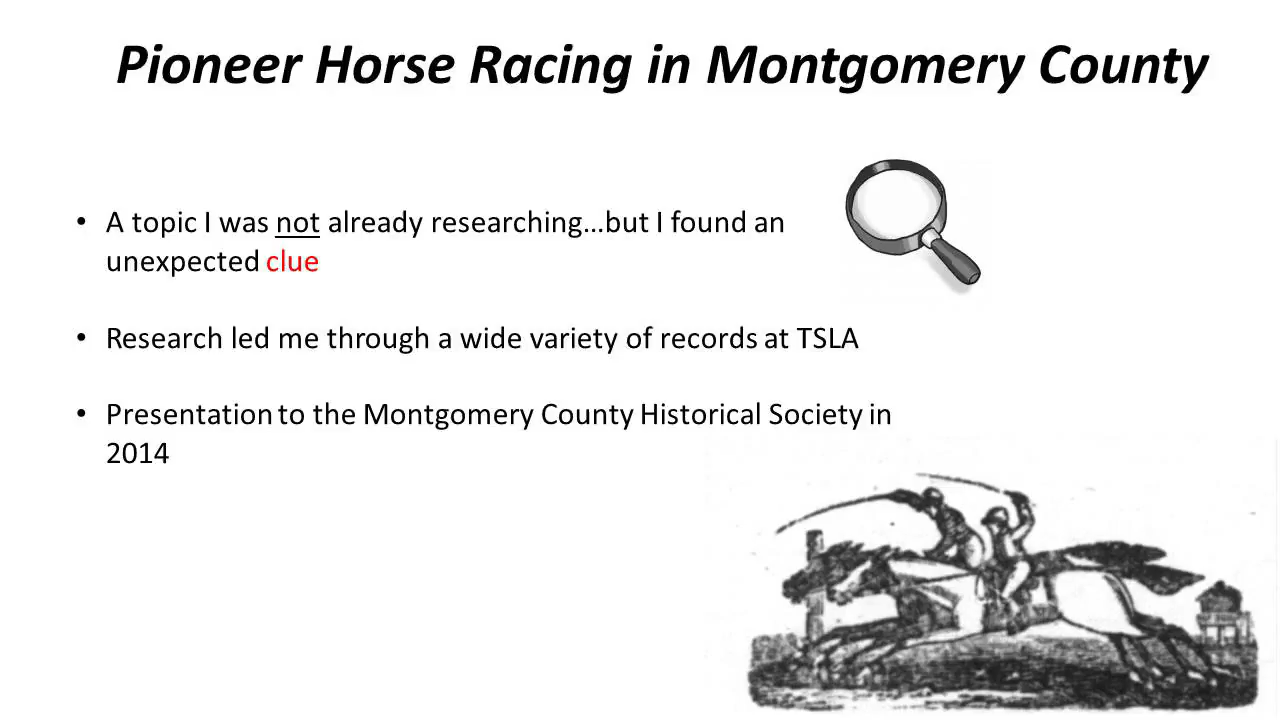 Pioneer Horse Racing in Montgomery County
• A topic I was not already researching…but I found an
unexpected clue
• Research led me through a wide variety of records at TSLA
• Presentation to the Montgomery County Historical Society in
2014